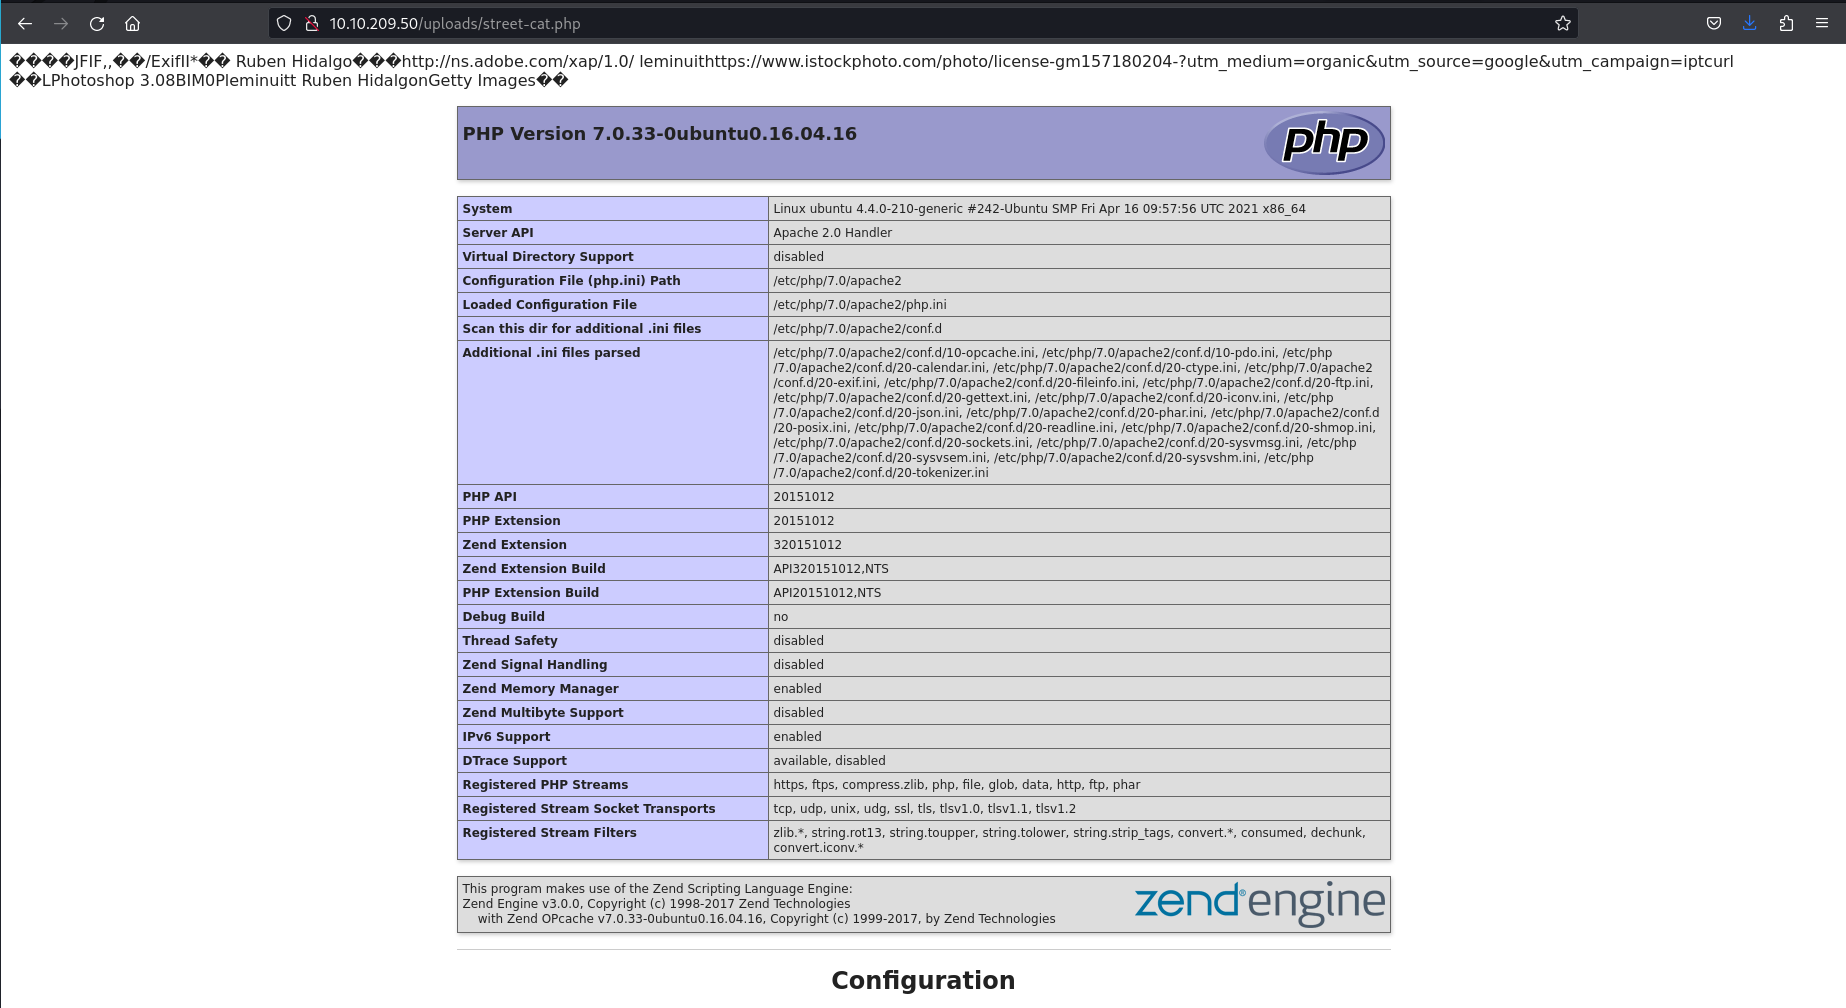 10.10.209.50/uploads/street-cat.php
����JFIF,,��/ExifII*�� Ruben Hidalgo���http://ns.adobe.com/xap/1.0/ leminuithttps://www.istockphoto.com/photo/license-gm157180204-?utm_medium=organic&utm_source=google&utm_campaign=iptcurl
��LPhotoshop 3.08BIM0Pleminuitt Ruben HidalgonGetty Images��
PHP Version 7.0.33-0ubuntu0.16.04.16
php
System Linux ubuntu 4.4.0-210-generic #242-Ubuntu SMP Fri Apr 16 09:57:56 UTC 2021 x86_64
Server API Apache 2.0 Handler
Virtual Directory Support disabled
Configuration File (php.ini) Path /etc/php/7.0/apache2
Loaded Configuration File /etc/php/7.0/apache2/php.ini
Scan this dir for additional .ini files /etc/php/7.0/apache2/conf.d
Additional .ini files parsed /etc/php/7.0/apache2/conf.d/10-opcache.ini, /etc/php/7.0/apache2/conf.d/10-pdo.ini, /etc/php
/7.0/apache2/conf.d/20-calendar.ini, /etc/php/7.0/apache2/conf.d/20-ctype.ini, /etc/php/7.0/apache2
/conf.d/20-exif.ini, /etc/php/7.0/apache2/conf.d/20-fileinfo.ini, /etc/php/7.0/apache2/conf.d/20-ftp.ini,
/etc/php/7.0/apache2/conf.d/20-gettext.ini, /etc/php/7.0/apache2/conf.d/20-iconv.ini, /etc/php
/7.0/apache2/conf.d/20-json.ini, /etc/php/7.0/apache2/conf.d/20-phar.ini, /etc/php/7.0/apache2/conf.d
/20-posix.ini, /etc/php/7.0/apache2/conf.d/20-readline.ini, /etc/php/7.0/apache2/conf.d/20-shmop.ini,
/etc/php/7.0/apache2/conf.d/20-sockets.ini, /etc/php/7.0/apache2/conf.d/20-sysvmsg.ini, /etc/php
/7.0/apache2/conf.d/20-sysvsem.ini, /etc/php/7.0/apache2/conf.d/20-sysvshm.ini, /etc/php
/7.0/apache2/conf.d/20-tokenizer.ini
PHP API 20151012
PHP Extension 20151012
Zend Extension 320151012
Zend Extension Build API320151012,NTS
PHP Extension Build API20151012,NTS
Debug Build no
Thread Safety disabled
Zend Signal Handling disabled
Zend Memory Manager enabled
Zend Multibyte Support disabled
IPv6 Support enabled
DTrace Support available, disabled
Registered PHP Streams https, ftps, compress.zlib, php, file, glob, data, http, ftp, phar
Registered Stream Socket Transports tcp, udp, unix, udg, ssl, tls, tlsv1.0, tlsv1.1, tlsv1.2
Registered Stream Filters zlib.*, string.rot13, string.toupper, string.tolower, string.strip_tags, convert.*, consumed, dechunk,
convert.iconv.*
This program makes use of the Zend Scripting Language Engine:
Zend Engine v3.0.0, Copyright (c) 1998-2017 Zend Technologies
with Zend OPcache v7.0.33-0ubuntu0.16.04.16, Copyright (c) 1999-2017, by Zend Technologies
zend®engine
Configuration